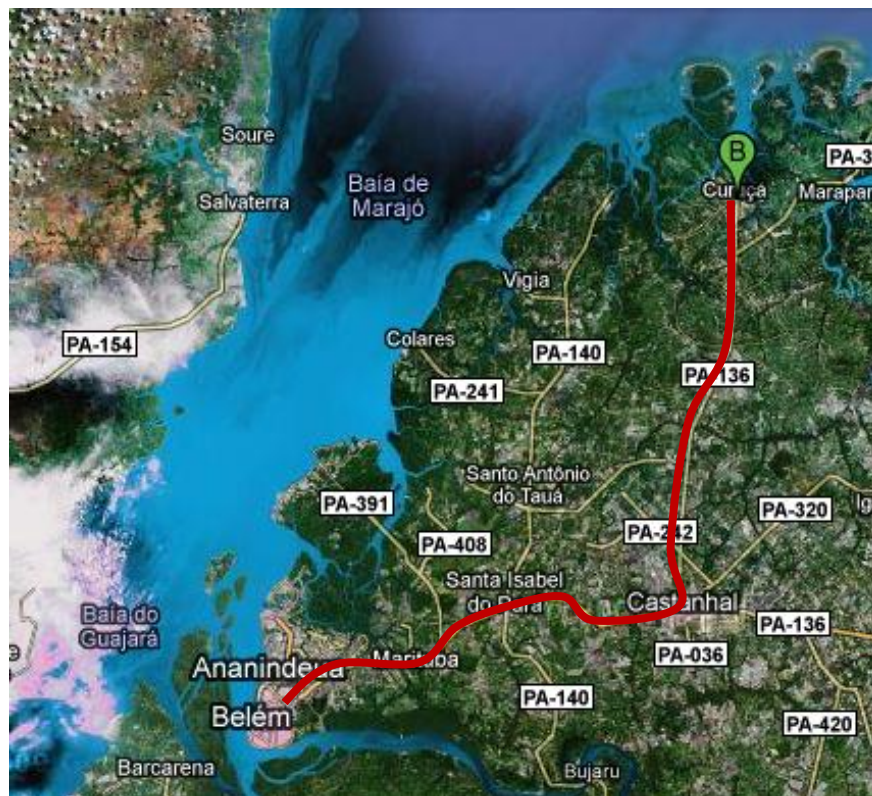 Soure
B
PA-3
Baía de
Marajó
Curuçá
Marapan
Salvaterra
Vigia
PA-154
Colares
PA-140
PA-136
PA-241
Santo Antônio
do Tauá
PA-391
PA-320
Ig
PA-242
PA-408
Santa Isabel
do Pará
Castanhal
Baía do
Guajará
PA-136
e
Marituba
PA-036
Ananindeua
PA-140
Belém
PA-420
Barcarena
Bujaru